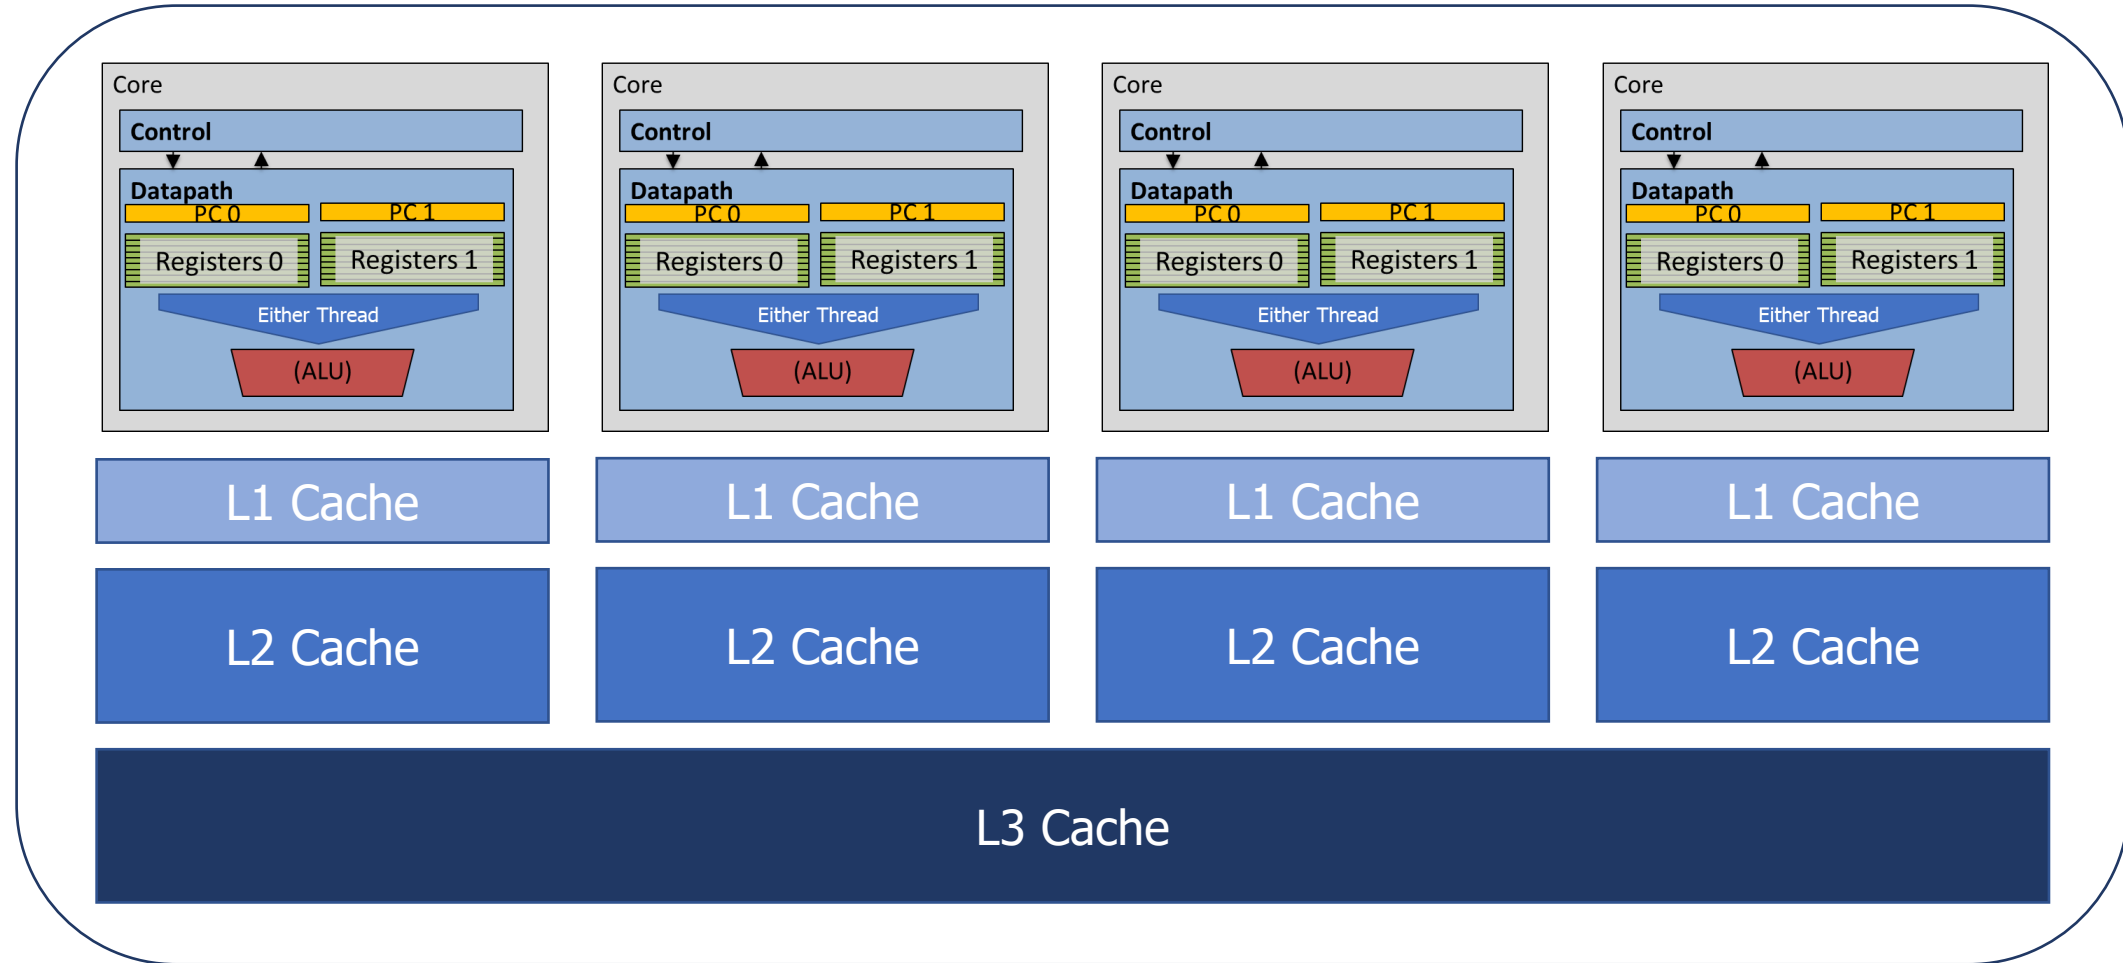 Core
Control
Datapath
PC 0
PC 1
Registers 0
Registers 1
Either Thread
(ALU)
Core
Control
Datapath
PC 0
PC 1
Registers 0
Registers 1
Either Thread
(ALU)
Core
Control
Datapath
PC 0
PC 1
Registers 0
Registers 1
Either Thread
(ALU)
Core
Control
Datapath
PC 0
PC 1
Registers 0
Registers 1
Either Thread
(ALU)
L1 Cache
L1 Cache
L1 Cache
L1 Cache
L2 Cache
L2 Cache
L2 Cache
L2 Cache
L3 Cache